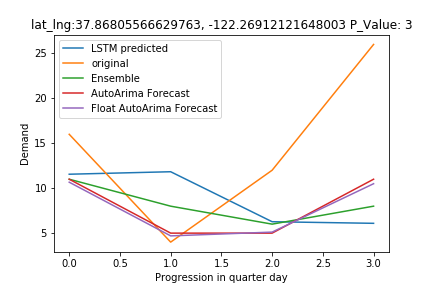 lat_lng:37.86805566629763, -122.26912121648003 P_Value: 3
LSTM predicted
original
Ensemble
AutoArima Forecast
Float AutoArima Forecast
Demand
25
20
15
10
5
0.0 0.5 1.0 1.5 2.0 2.5 3.0
Progression in quarter day